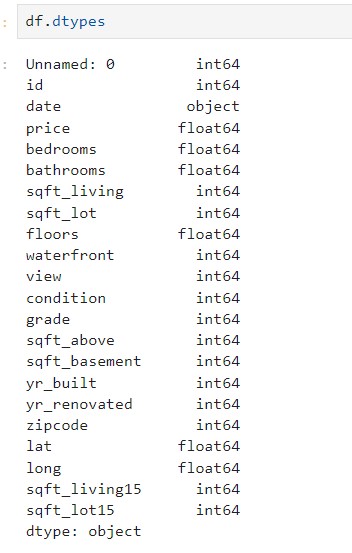 df.dtypes
Unnamed: 0 int64
id int64
date object
price float64
bedrooms float64
bathrooms float64
sqft_living int64
sqft_lot int64
floors float64
waterfront int64
view int64
condition int64
grade int64
sqft_above int64
sqft_basement int64
yr_built int64
yr_renovated int64
zipcode int64
lat float64
long float64
sqft_living15 int64
sqft_lot15 int64
dtype: object